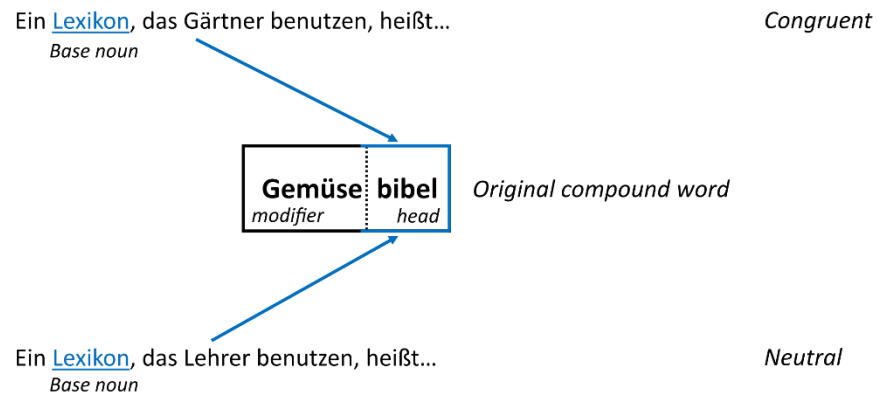 Ein Lexikon, das Gärtner benutzen, heißt... Congruent
Base noun
Gemüse bibel Original compound word
modifier head
Ein Lexikon, das Lehrer benutzen, heißt... Neutral
Base noun